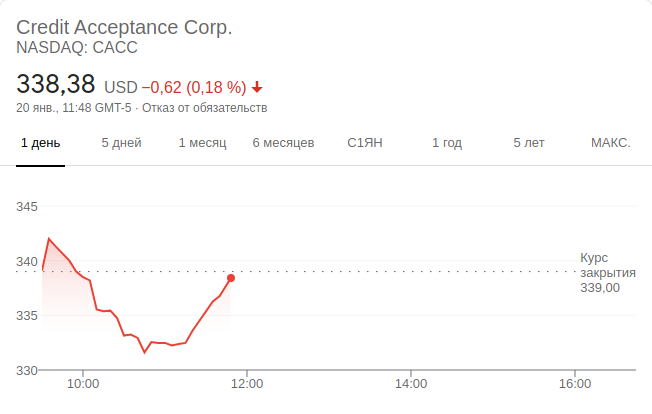 Credit Acceptance Corp.
NASDAQ: CACC
338,38 USD −0,62 (0,18 %)
20 янв., 11:48 GMT-5 · Отказ от обязательств
1 день 5 дней 1 месяц 6 месяцев С1ЯН 1 год 5 лет МАКС.
345
340
335
330
Курс
закрытия
339,00
10:00 12:00 14:00 16:00